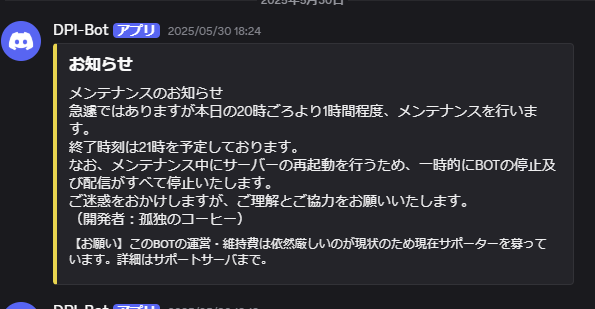 2025年5月30日
DPI-Bot アプリ 2025/05/30 18:24
お知らせ
メンテナンスのお知らせ
急遽ではありますが本日の20時ごろより1時間程度、メンテナンスを行いま
す。
終了時刻は21時を予定しております。
なお、メンテナンス中にサーバーの再起動を行うため、一時的にBOTの停止及
び配信がすべて停止いたします。
ご迷惑をおかけしますが、ご理解とご協力をお願いいたします。
（開発者：孤独のコーヒー）
【お願い】このBOTの運営・維持費は依然厳しいのが現状のため現在サポーターを募って
います。詳細はサポートサーバまで。
DPI-Bot アプリ